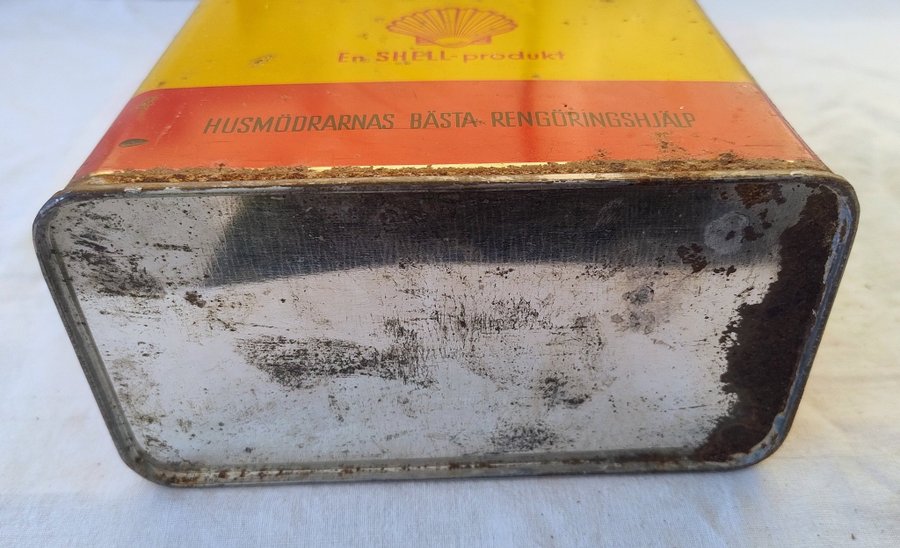 En SHELL-produkt
HUSMÖDRARNAS BÄSTA RENGÖRINGSHJÄLP